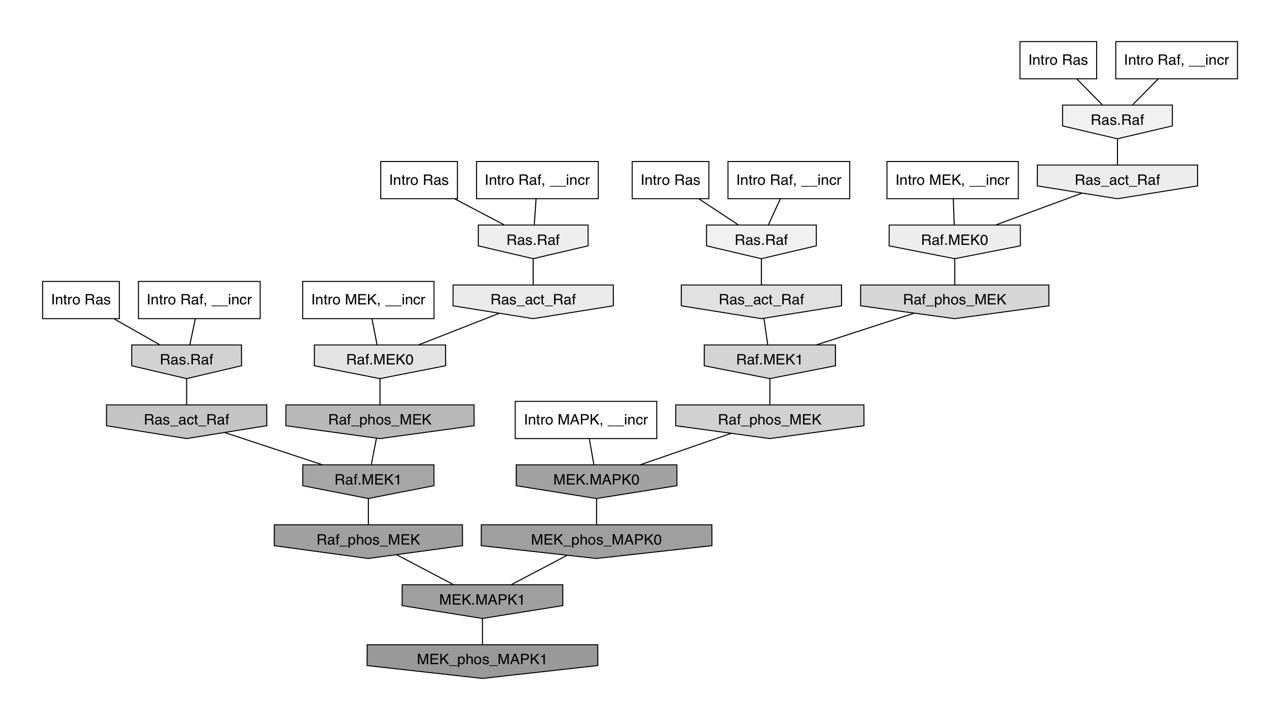 Intro Ras
Intro Raf, __incr
Ras.Raf
Intro Ras
Intro Raf, __incr
Intro Ras
Intro Raf, __incr
Intro MEK, __incr
Ras_act_Raf
Ras.Raf
Ras.Raf
Raf.MEK0
Intro Ras
Intro Raf, __incr
Intro MEK, __incr
Ras_act_Raf
Ras_act_Raf
Raf_phos_MEK
Ras.Raf
Raf.MEK0
Raf.MEK1
Ras_act_Raf
Raf_phos_MEK
Intro MAPK, __incr
Raf_phos_MEK
Raf.MEK1
MEK.MAPK0
Raf_phos_MEK
MEK_phos_MAPK0
MEK.MAPK1
MEK_phos_MAPK1